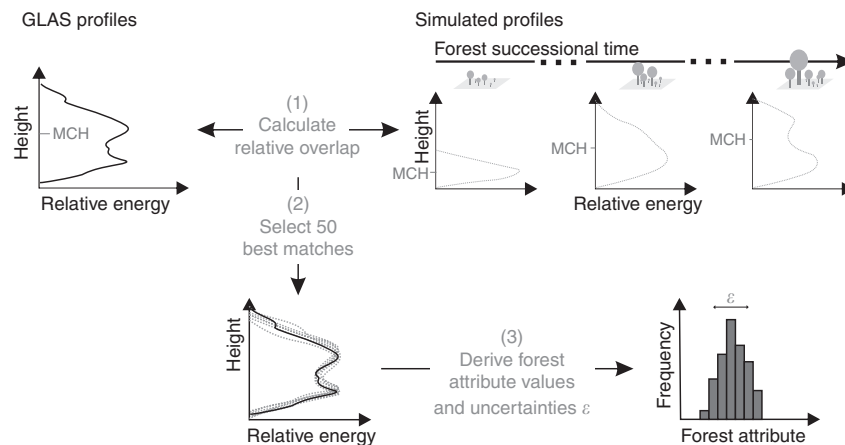 GLAS profiles
Simulated profiles
Forest successional time
Height
MCH
Relative energy
(1)
Calculate
relative overlap
Height
MCH
MCH
Relative energy
MCH
(2)
Select 50
best matches
Height
Relative energy
(3)
Derive forest
attribute values
and uncertainties ε
ε
Frequency
Forest attribute